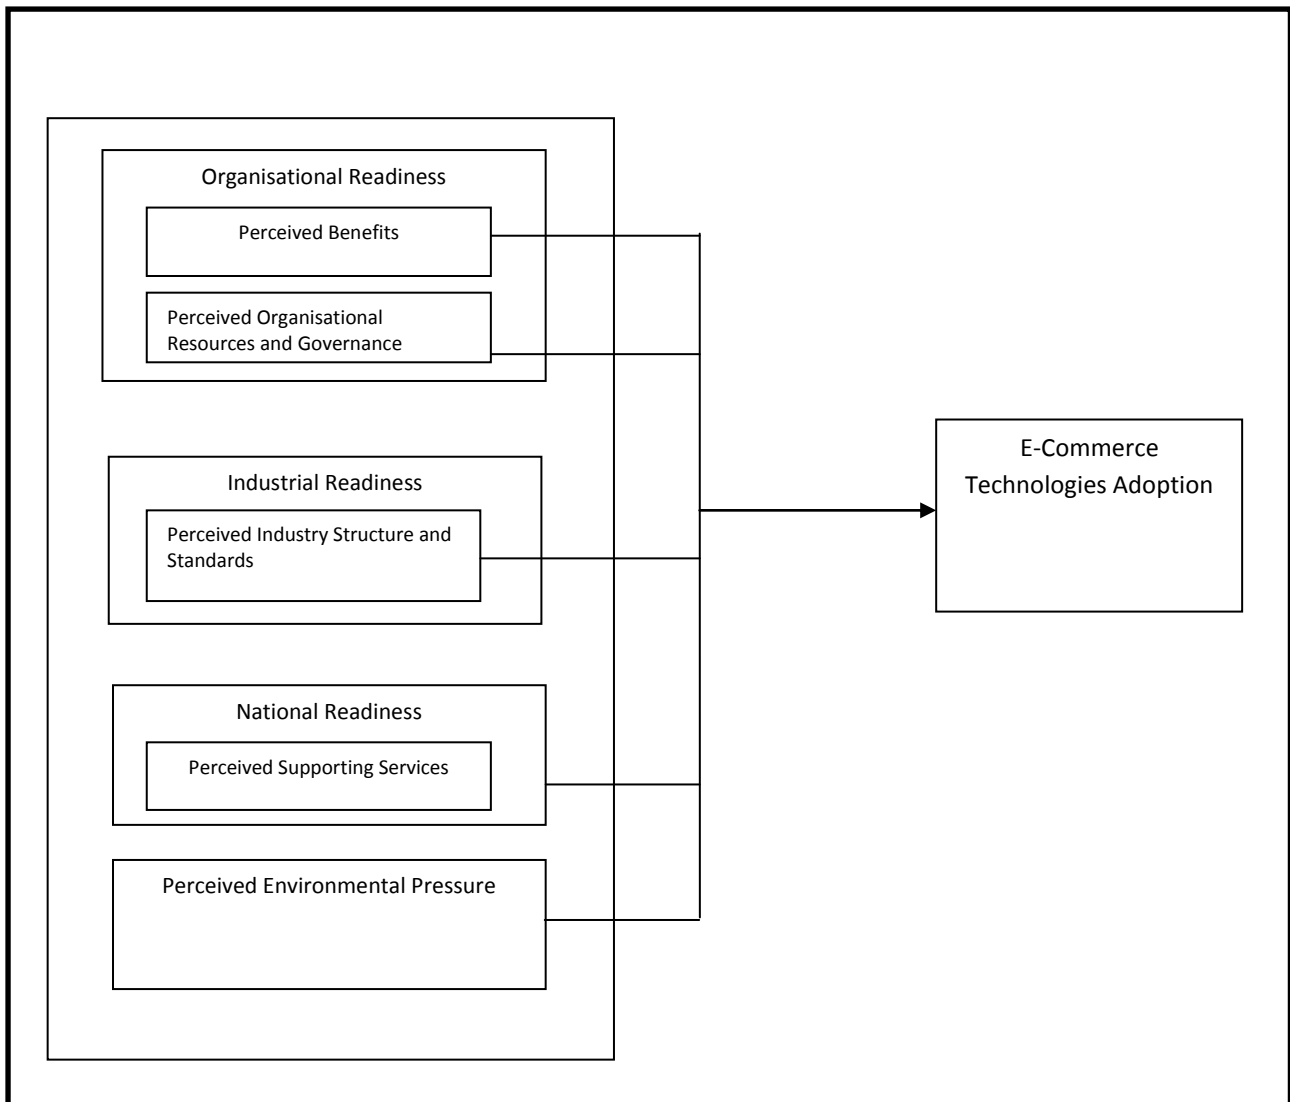 Organisational Readiness
Perceived Benefits
Perceived Organisational
Resources and Governance
Industrial Readiness
Perceived Industry Structure and
Standards
National Readiness
Perceived Supporting Services
Perceived Environmental Pressure
E-Commerce
Technologies Adoption